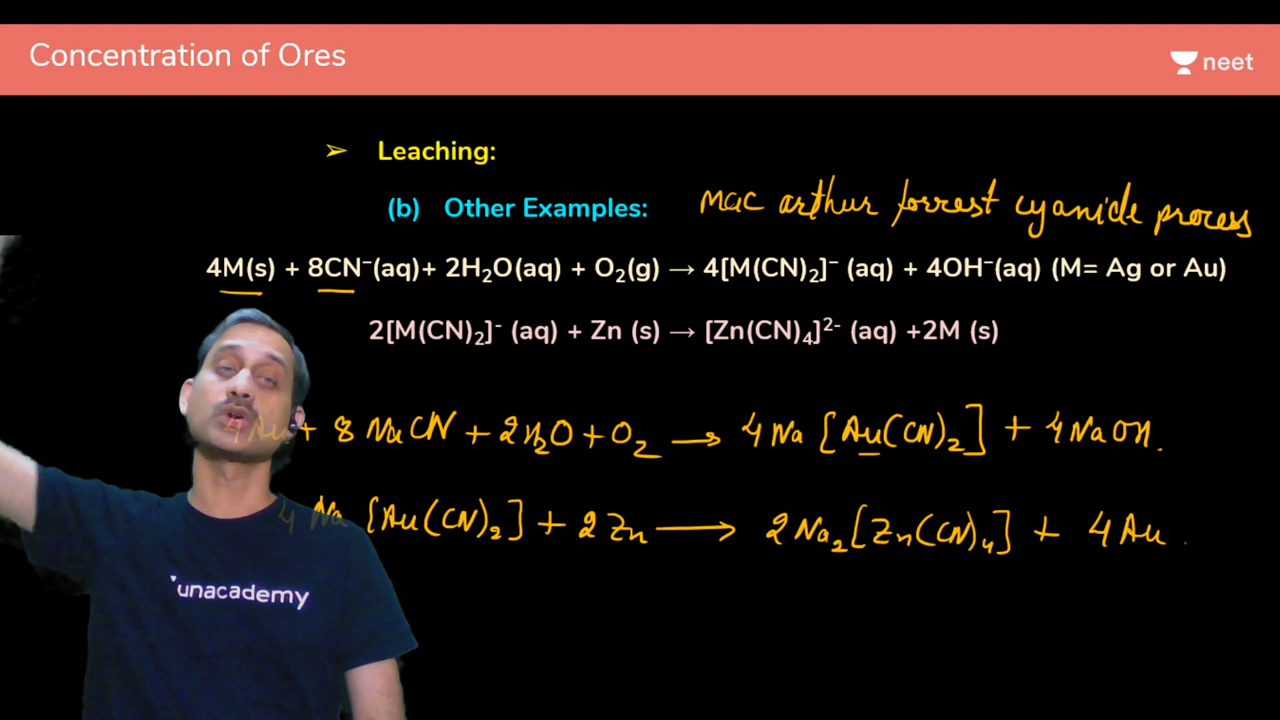 Concentration of Ores
neet
➢ Leaching:
(b) Other Examples:
Mac arthur forrest cyanide process
4M(s) + 8CN⁻(aq)+ 2H₂O(aq) + O₂(g) → 4[M(CN)₂]⁻ (aq) + 4OH⁻(aq) (M= Ag or Au)
2[M(CN)₂]⁻ (aq) + Zn (s) → [Zn(CN)₄]²⁻ (aq) +2M (s)
4Au + 8 NaCN + 2H₂O + O₂ → 4 Na [Au(CN)₂] + 4NaOH.
4 Na [Au(CN)₂] + 2 Zn → 2 Na₂[Zn(CN)₄] + 4 Au.
unacademy